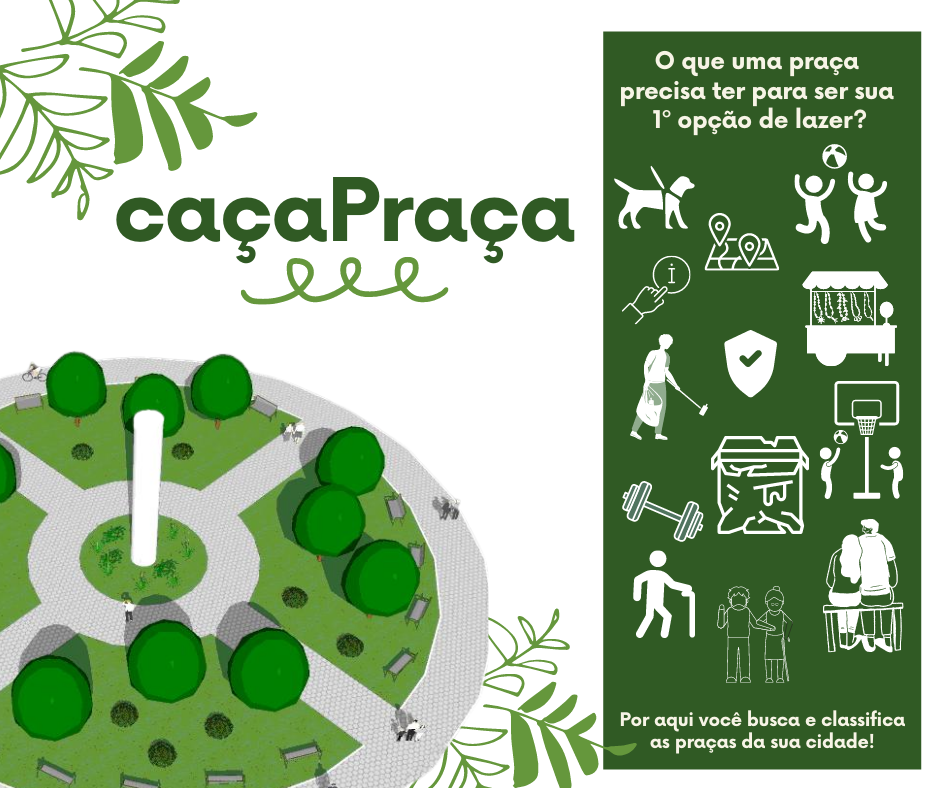 caçaPraça
O que uma praça
precisa ter para ser sua
1° opção de lazer?
i
Por aqui você busca e classifica
as praças da sua cidade!